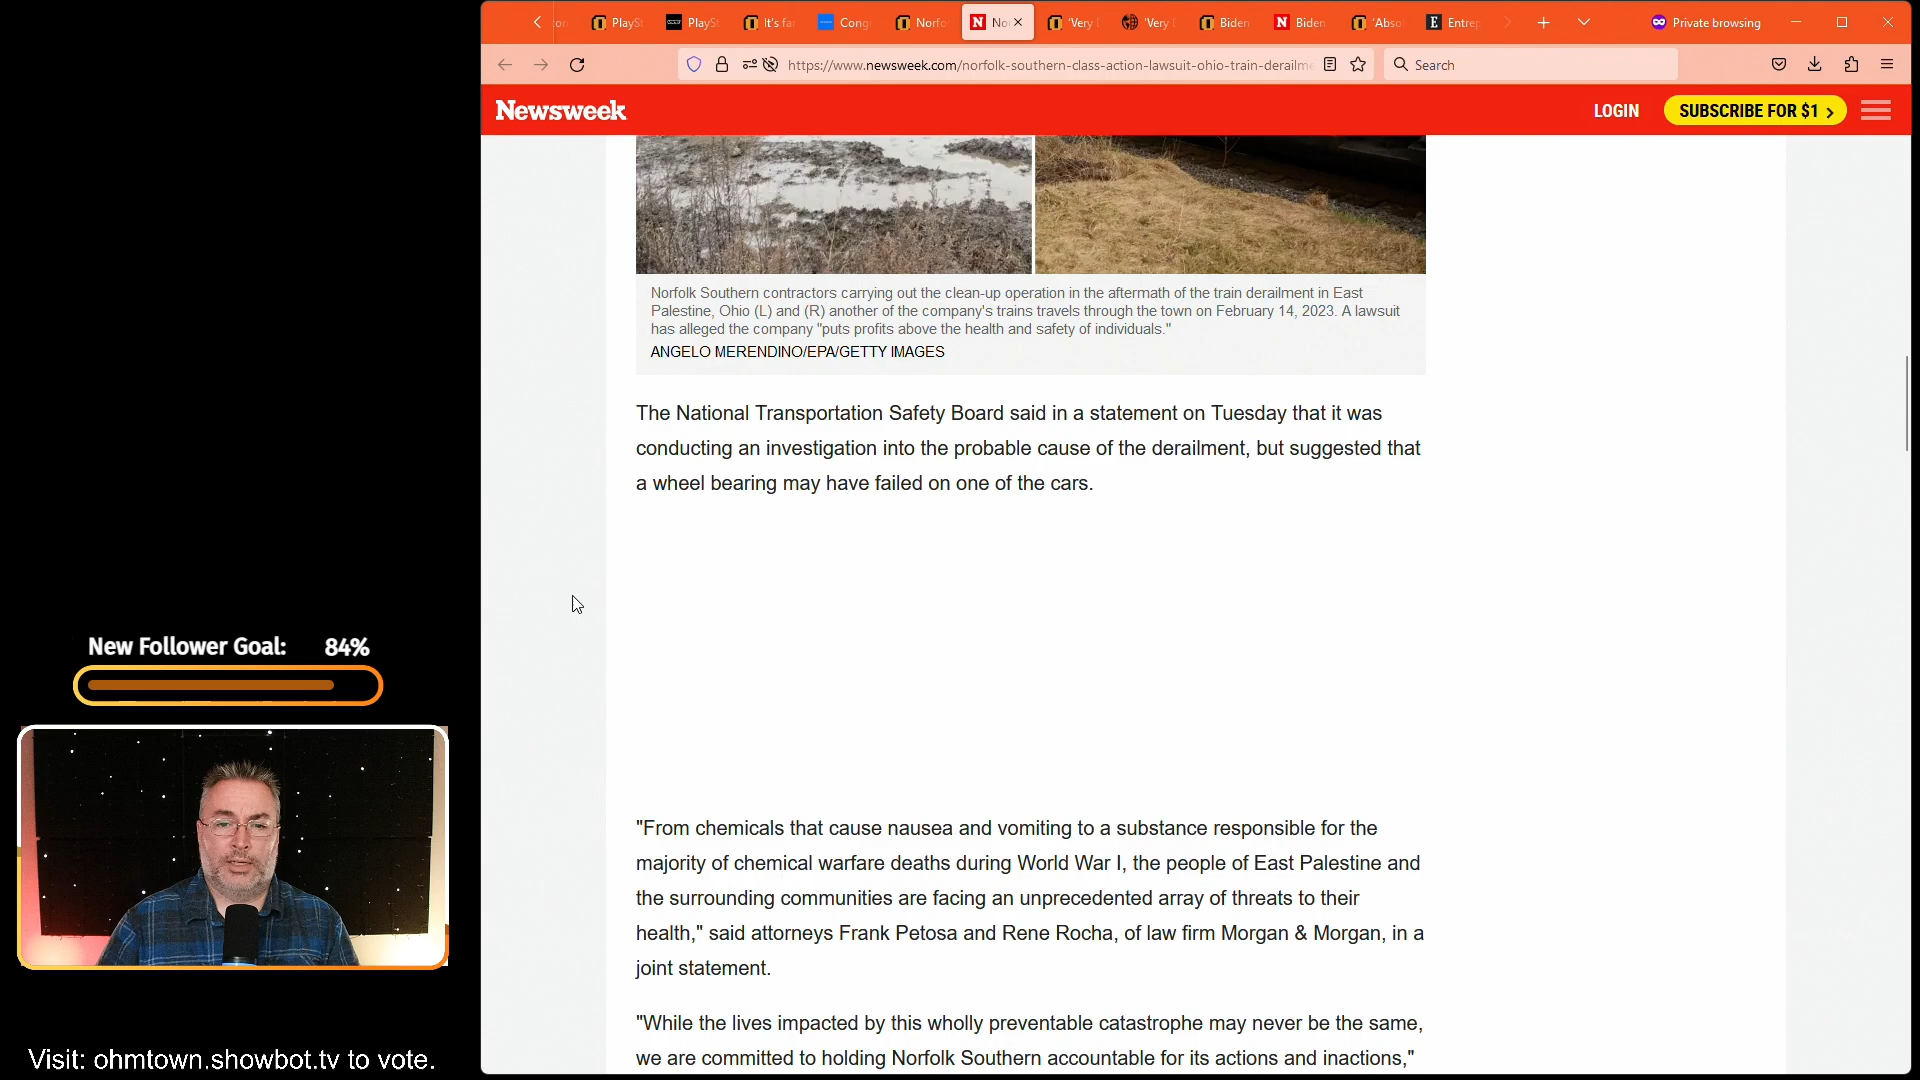 PlaySt
PlaySt
It's fa
Cong
Norfo
No
'Very
'Very
Biden
Biden
'Abso
Entrep
Private browsing
https://www.newsweek.com/norfolk-southern-class-action-lawsuit-ohio-train-derailme
Search
Newsweek
LOGIN
SUBSCRIBE FOR $1 >
Norfolk Southern contractors carrying out the clean-up operation in the aftermath of the train derailment in East
Palestine, Ohio (L) and (R) another of the company's trains travels through the town on February 14, 2023. A lawsuit
has alleged the company "puts profits above the health and safety of individuals."
ANGELO MERENDINO/EPA/GETTY IMAGES
The National Transportation Safety Board said in a statement on Tuesday that it was
conducting an investigation into the probable cause of the derailment, but suggested that
a wheel bearing may have failed on one of the cars.
New Follower Goal: 84%
"From chemicals that cause nausea and vomiting to a substance responsible for the
majority of chemical warfare deaths during World War I, the people of East Palestine and
the surrounding communities are facing an unprecedented array of threats to their
health," said attorneys Frank Petosa and Rene Rocha, of law firm Morgan & Morgan, in a
joint statement.
"While the lives impacted by this wholly preventable catastrophe may never be the same,
we are committed to holding Norfolk Southern accountable for its actions and inactions,"
Visit: ohmtown.showbot.tv to vote.